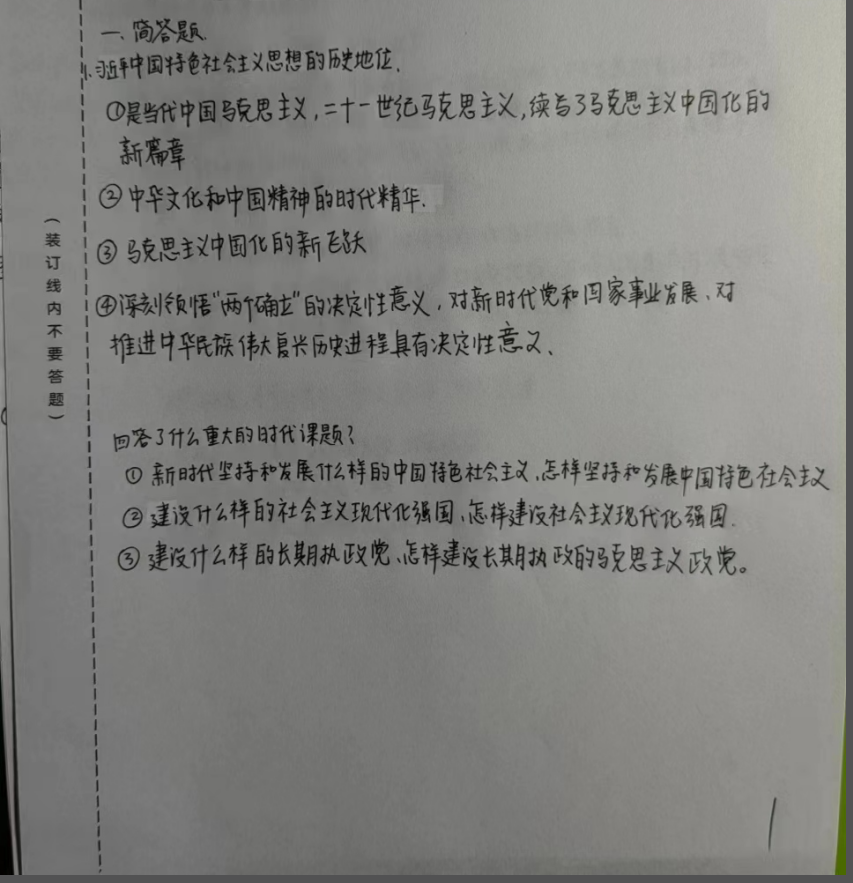 一、简答题.
1.习近平中国特色社会主义思想的历史地位.
①是当代中国马克思主义,二十一世纪马克思主义,续写了马克思主义中国化的
新篇章
②中华文化和中国精神的时代精华.
③马克思主义中国化的新飞跃
④深刻领悟"两个确立"的决定性意义,对新时代党和国家事业发展、对
推进中华民族伟大复兴历史进程具有决定性意义、
回答了什么重大的时代课题?
①新时代坚持和发展什么样的中国特色社会主义,怎样坚持和发展中国特色社会主义
②建设什么样的社会主义现代化强国、怎样建设社会主义现代化强国.
③建设什么样的长期执政党、怎样建设长期执政的马克思主义政党。
(装订线内不要答题)
1